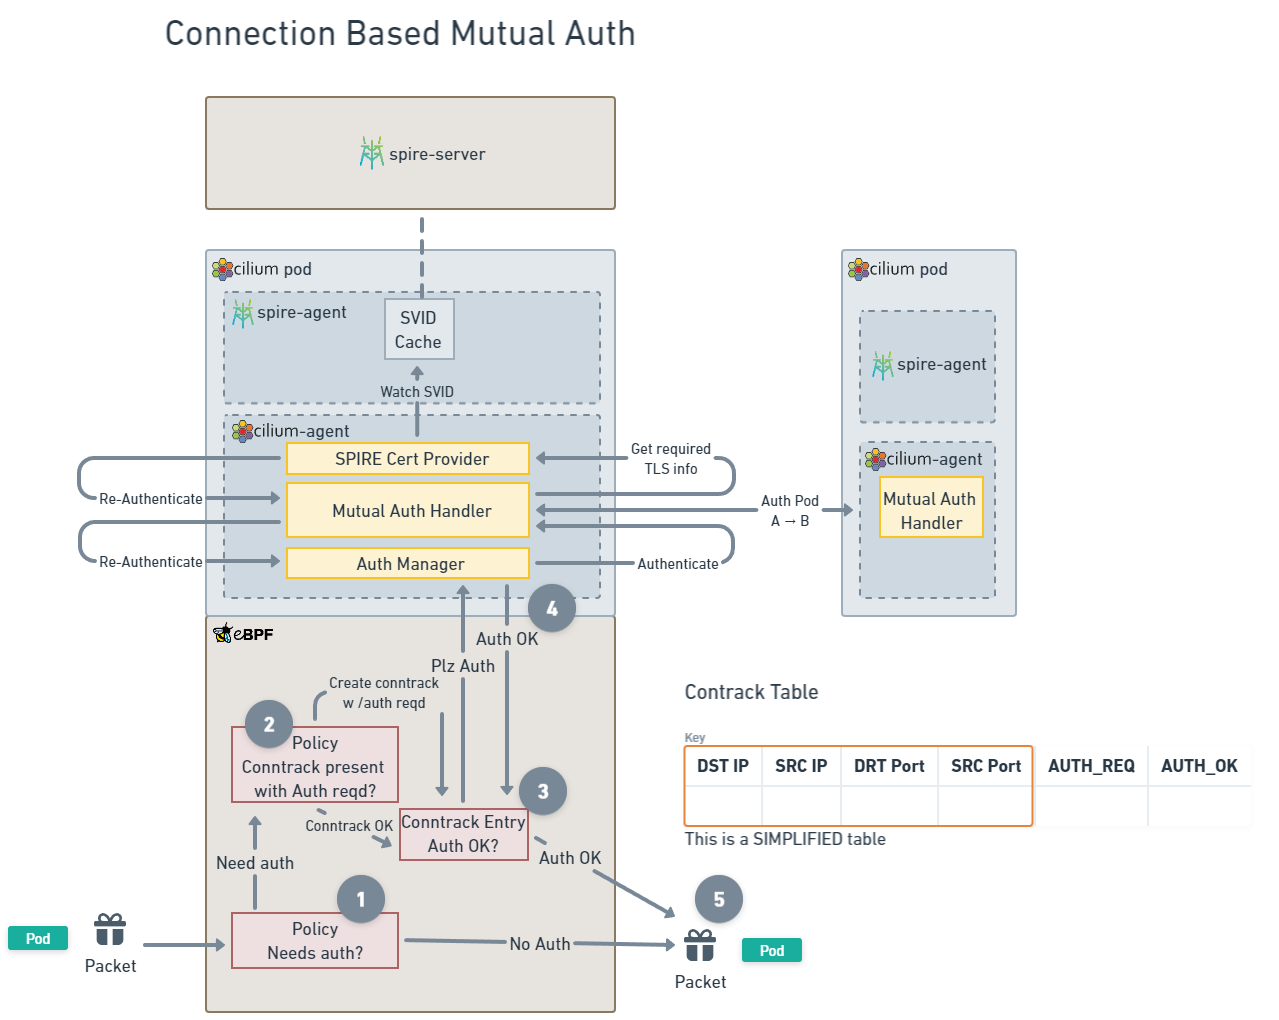 Connection Based Mutual Auth
spire-server
cilium pod
spire-agent
SVID
Cache
Watch SVID
cilium-agent
SPIRE Cert Provider
Get required
TLS info
Re-Authenticate
Mutual Auth Handler
Auth Pod
A → B
Re-Authenticate
Auth Manager
Authenticate
cilium pod
spire-agent
cilium-agent
Mutual Auth
Handler
4
eBPF
Auth OK
Plz Auth
Create conntrack
w /auth reqd
2
Policy
Conntrack present
with Auth reqd?
Conntrack OK
3
Conntrack Entry
Auth OK?
Auth OK
Need auth
1
Policy
Needs auth?
No Auth
Pod
Packet
5
Packet
Pod
Contrack Table
Key
DST IP SRC IP DRT Port SRC Port AUTH_REQ AUTH_OK
This is a SIMPLIFIED table